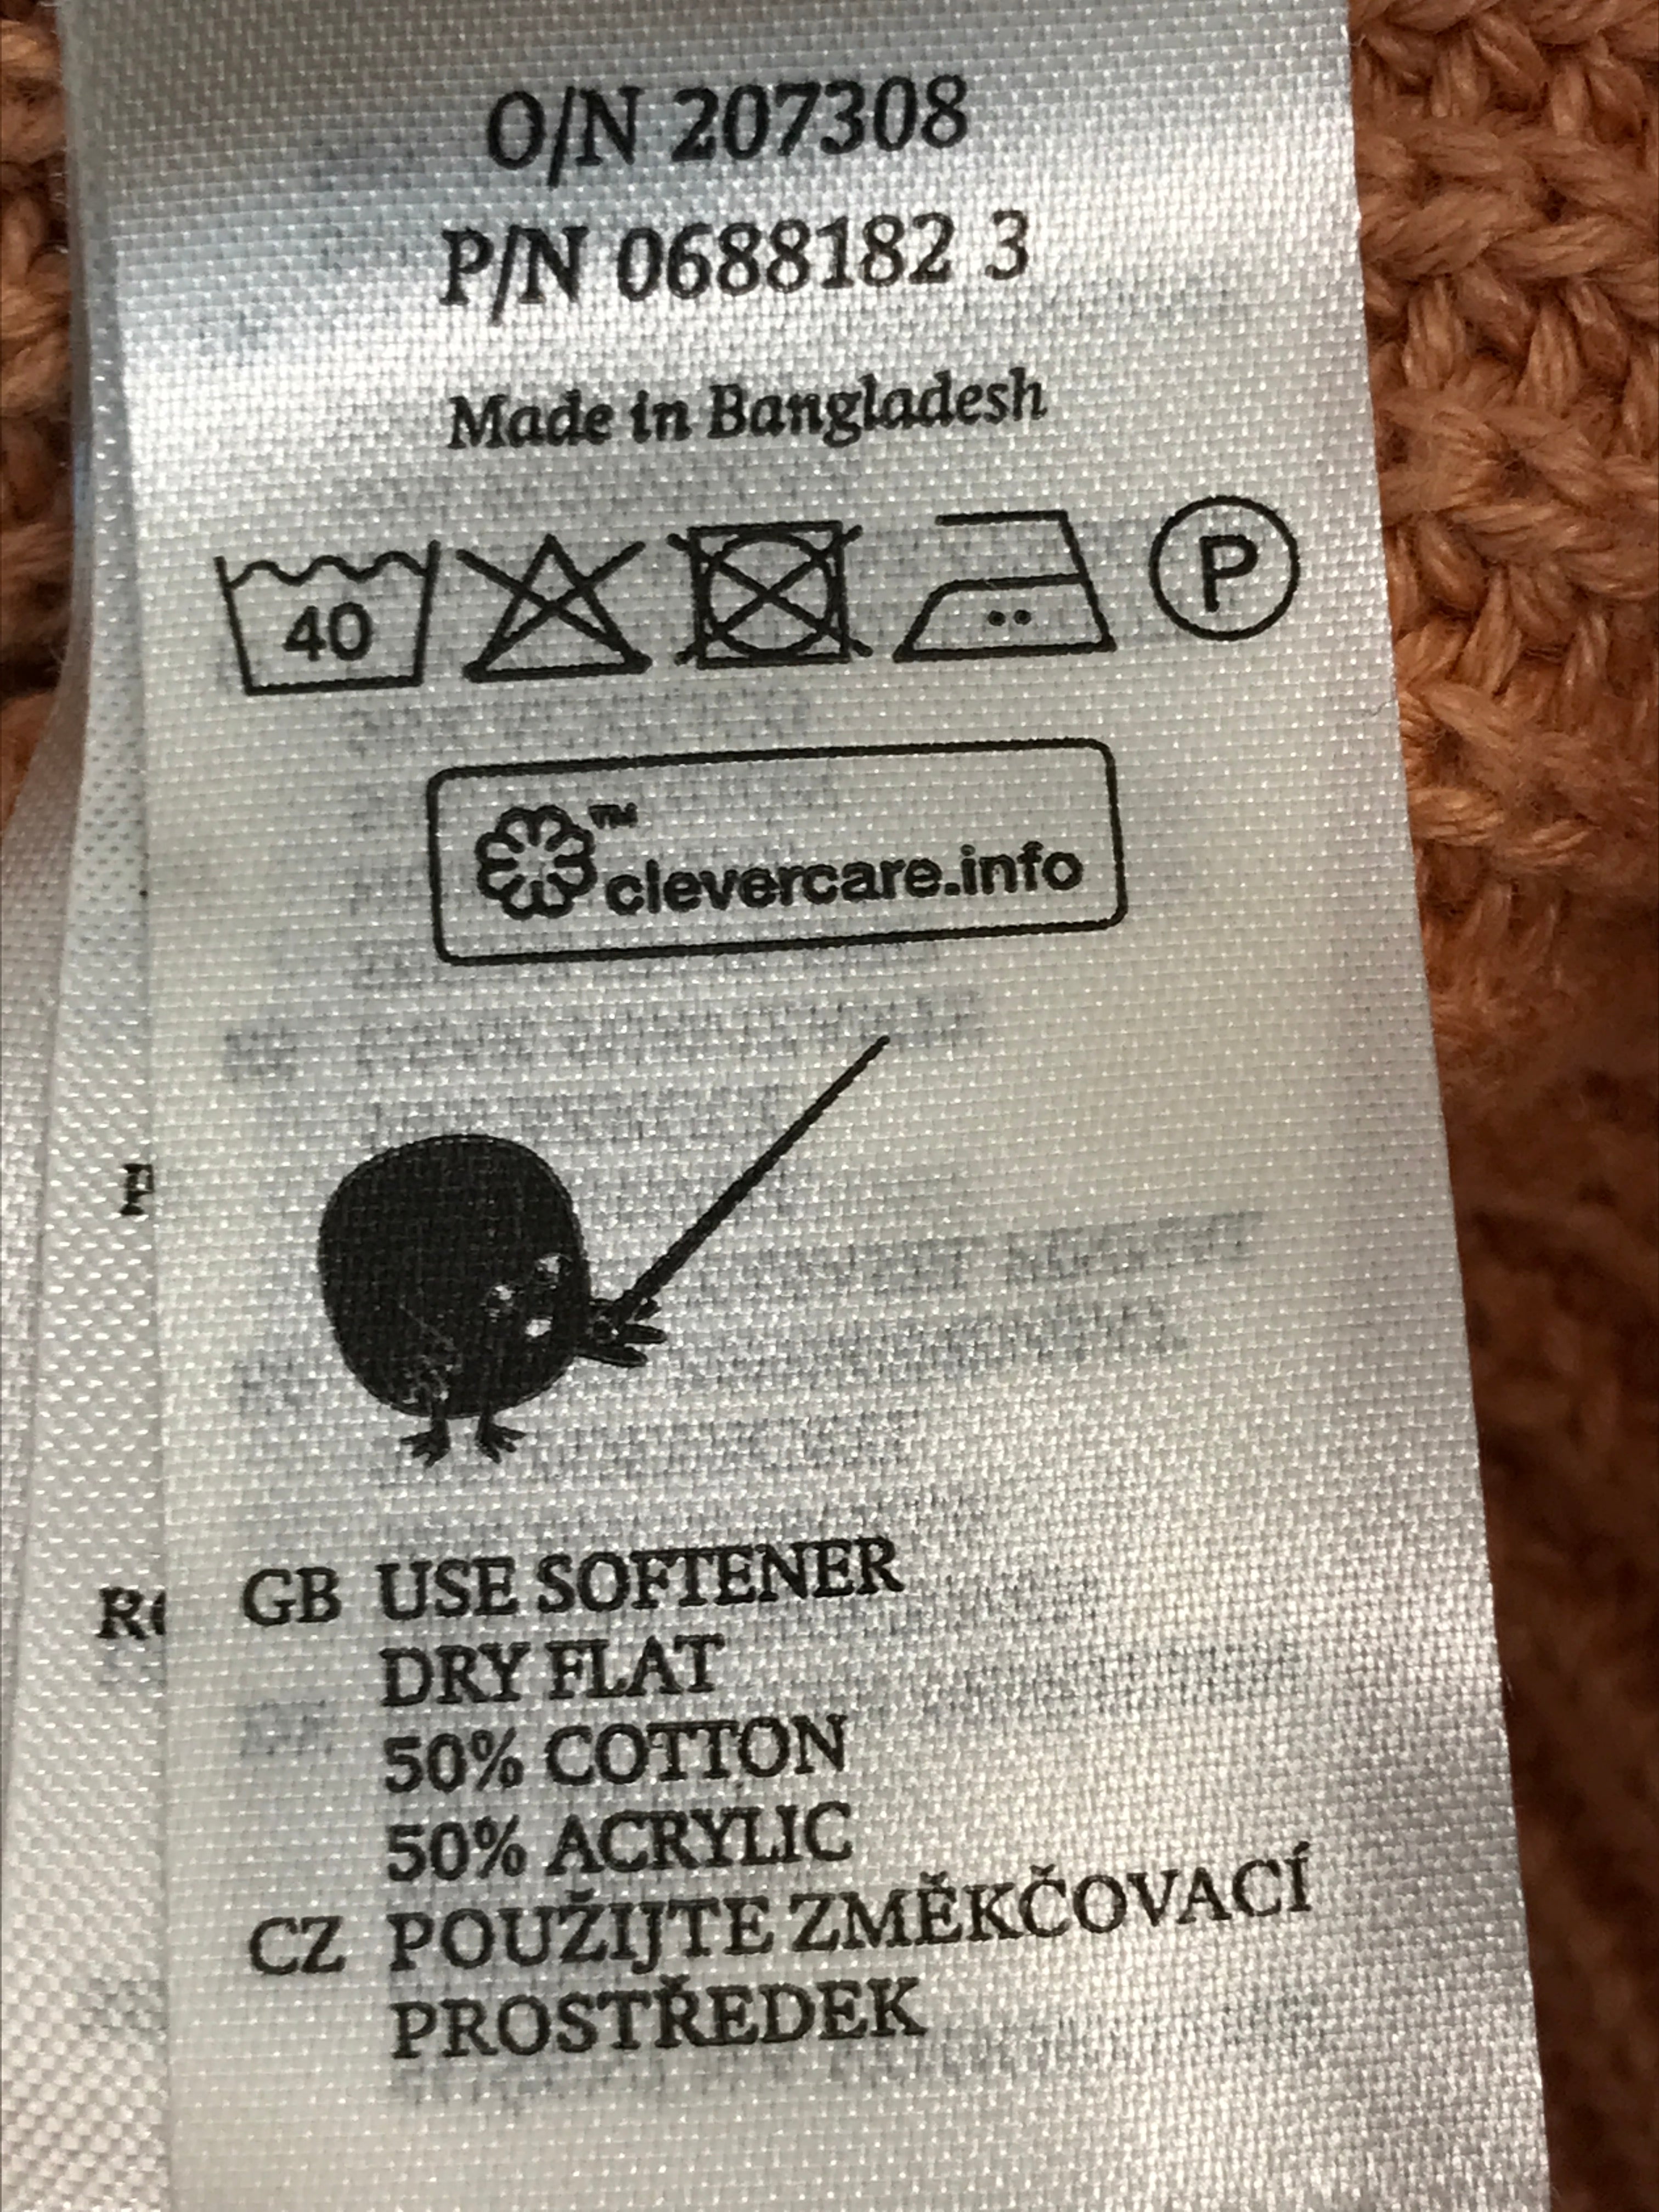 O/N 207308
P/N 0688182 3
Made in Bangladesh
40
P
™
clevercare.info
P
GB USE SOFTENER
DRY FLAT
50% COTTON
50% ACRYLIC
CZ POUŽIJTE ZMĚKČOVACÍ
PROSTŘEDEK